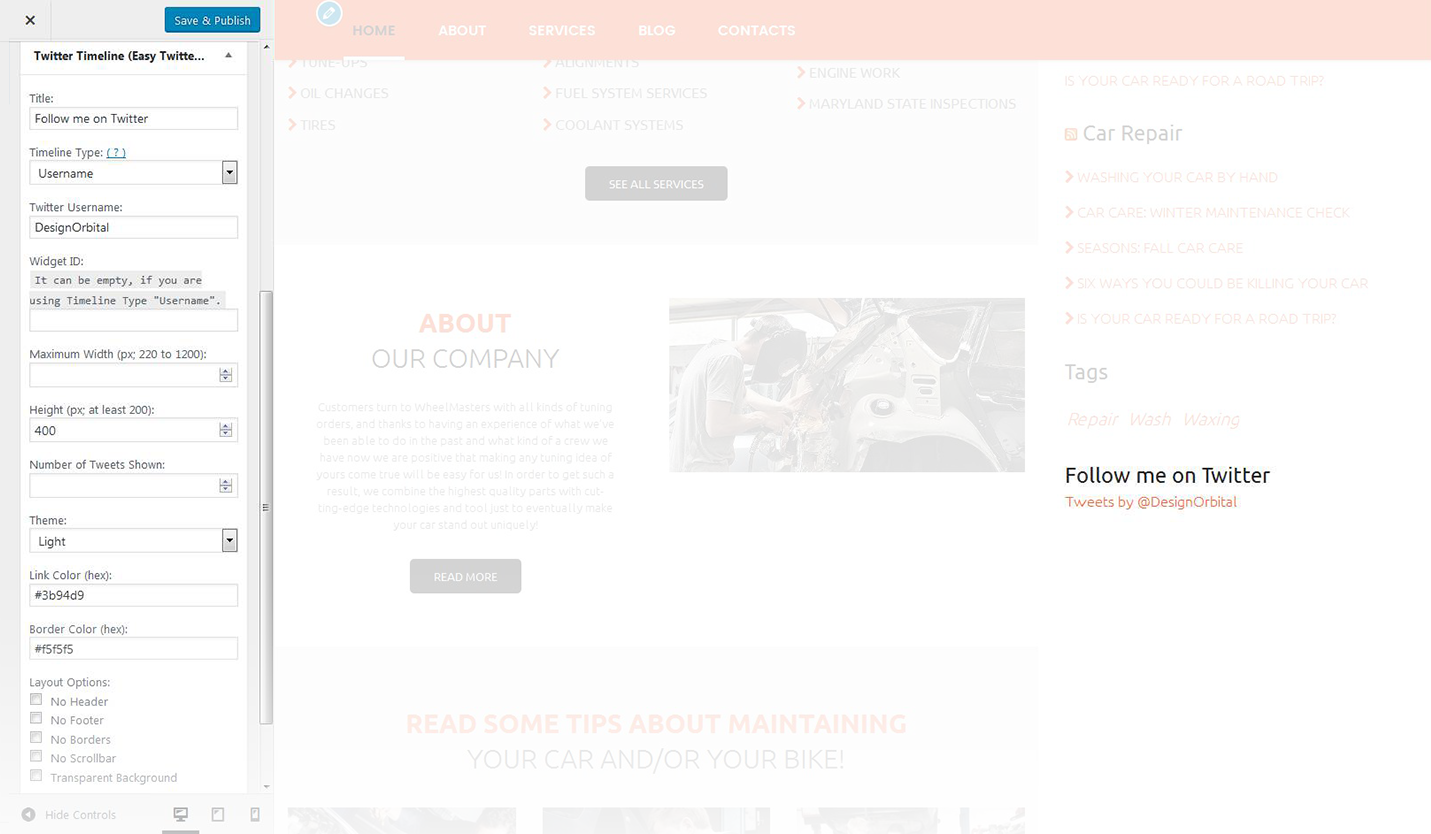 Save & Publish
Twitter Timeline (Easy Twitte...
Title:
Follow me on Twitter
Timeline Type: ( ? )
Username
Twitter Username:
DesignOrbital
Widget ID:
It can be empty, if you are
using Timeline Type "Username".
Maximum Width (px; 220 to 1200):
Height (px; at least 200):
400
Number of Tweets Shown:
Theme:
Light
Link Color (hex):
#3b94d9
Border Color (hex):
#f5f5f5
Layout Options:
No Header
No Footer
No Borders
No Scrollbar
Transparent Background
Hide Controls
HOME ABOUT SERVICES BLOG CONTACTS
TUNE-UPS
OIL CHANGES
TIRES
ALIGNMENTS
FUEL SYSTEM SERVICES
COOLANT SYSTEMS
ENGINE WORK
MARYLAND STATE INSPECTIONS
SEE ALL SERVICES
ABOUT
OUR COMPANY
Customers turn to WheelMasters with all kinds of tuning
orders, and thanks to having an experience of what we've
been able to do in the past and what kind of a crew we
have now we are positive that making any tuning idea of
yours come true will be easy for us! In order to get such a
result, we combine the highest quality parts with cut-
ting-edge technologies and tool just to eventually make
your car stand out uniquely!
READ MORE
READ SOME TIPS ABOUT MAINTAINING
YOUR CAR AND/OR YOUR BIKE!
IS YOUR CAR READY FOR A ROAD TRIP?
Car Repair
WASHING YOUR CAR BY HAND
CAR CARE: WINTER MAINTENANCE CHECK
SEASONS: FALL CAR CARE
SIX WAYS YOU COULD BE KILLING YOUR CAR
IS YOUR CAR READY FOR A ROAD TRIP?
Tags
Repair Wash Waxing
Follow me on Twitter
Tweets by @DesignOrbital